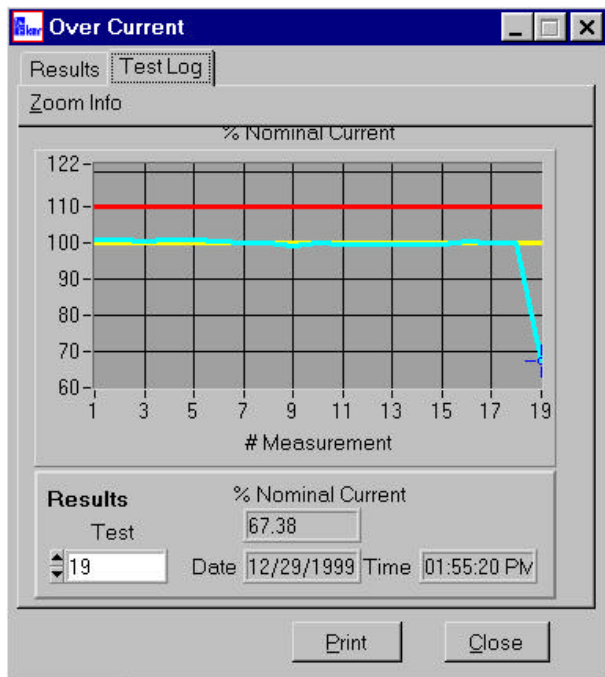 Over Current
Results Test Log
Zoom Info
% Nominal Current
122
110
100
90
80
70
60
1 3 5 7 9 11 13 15 17 19
# Measurement
Results
% Nominal Current
Test
67.38
19
Date 12/29/1999 Time 01:55:20 PM
Print Close